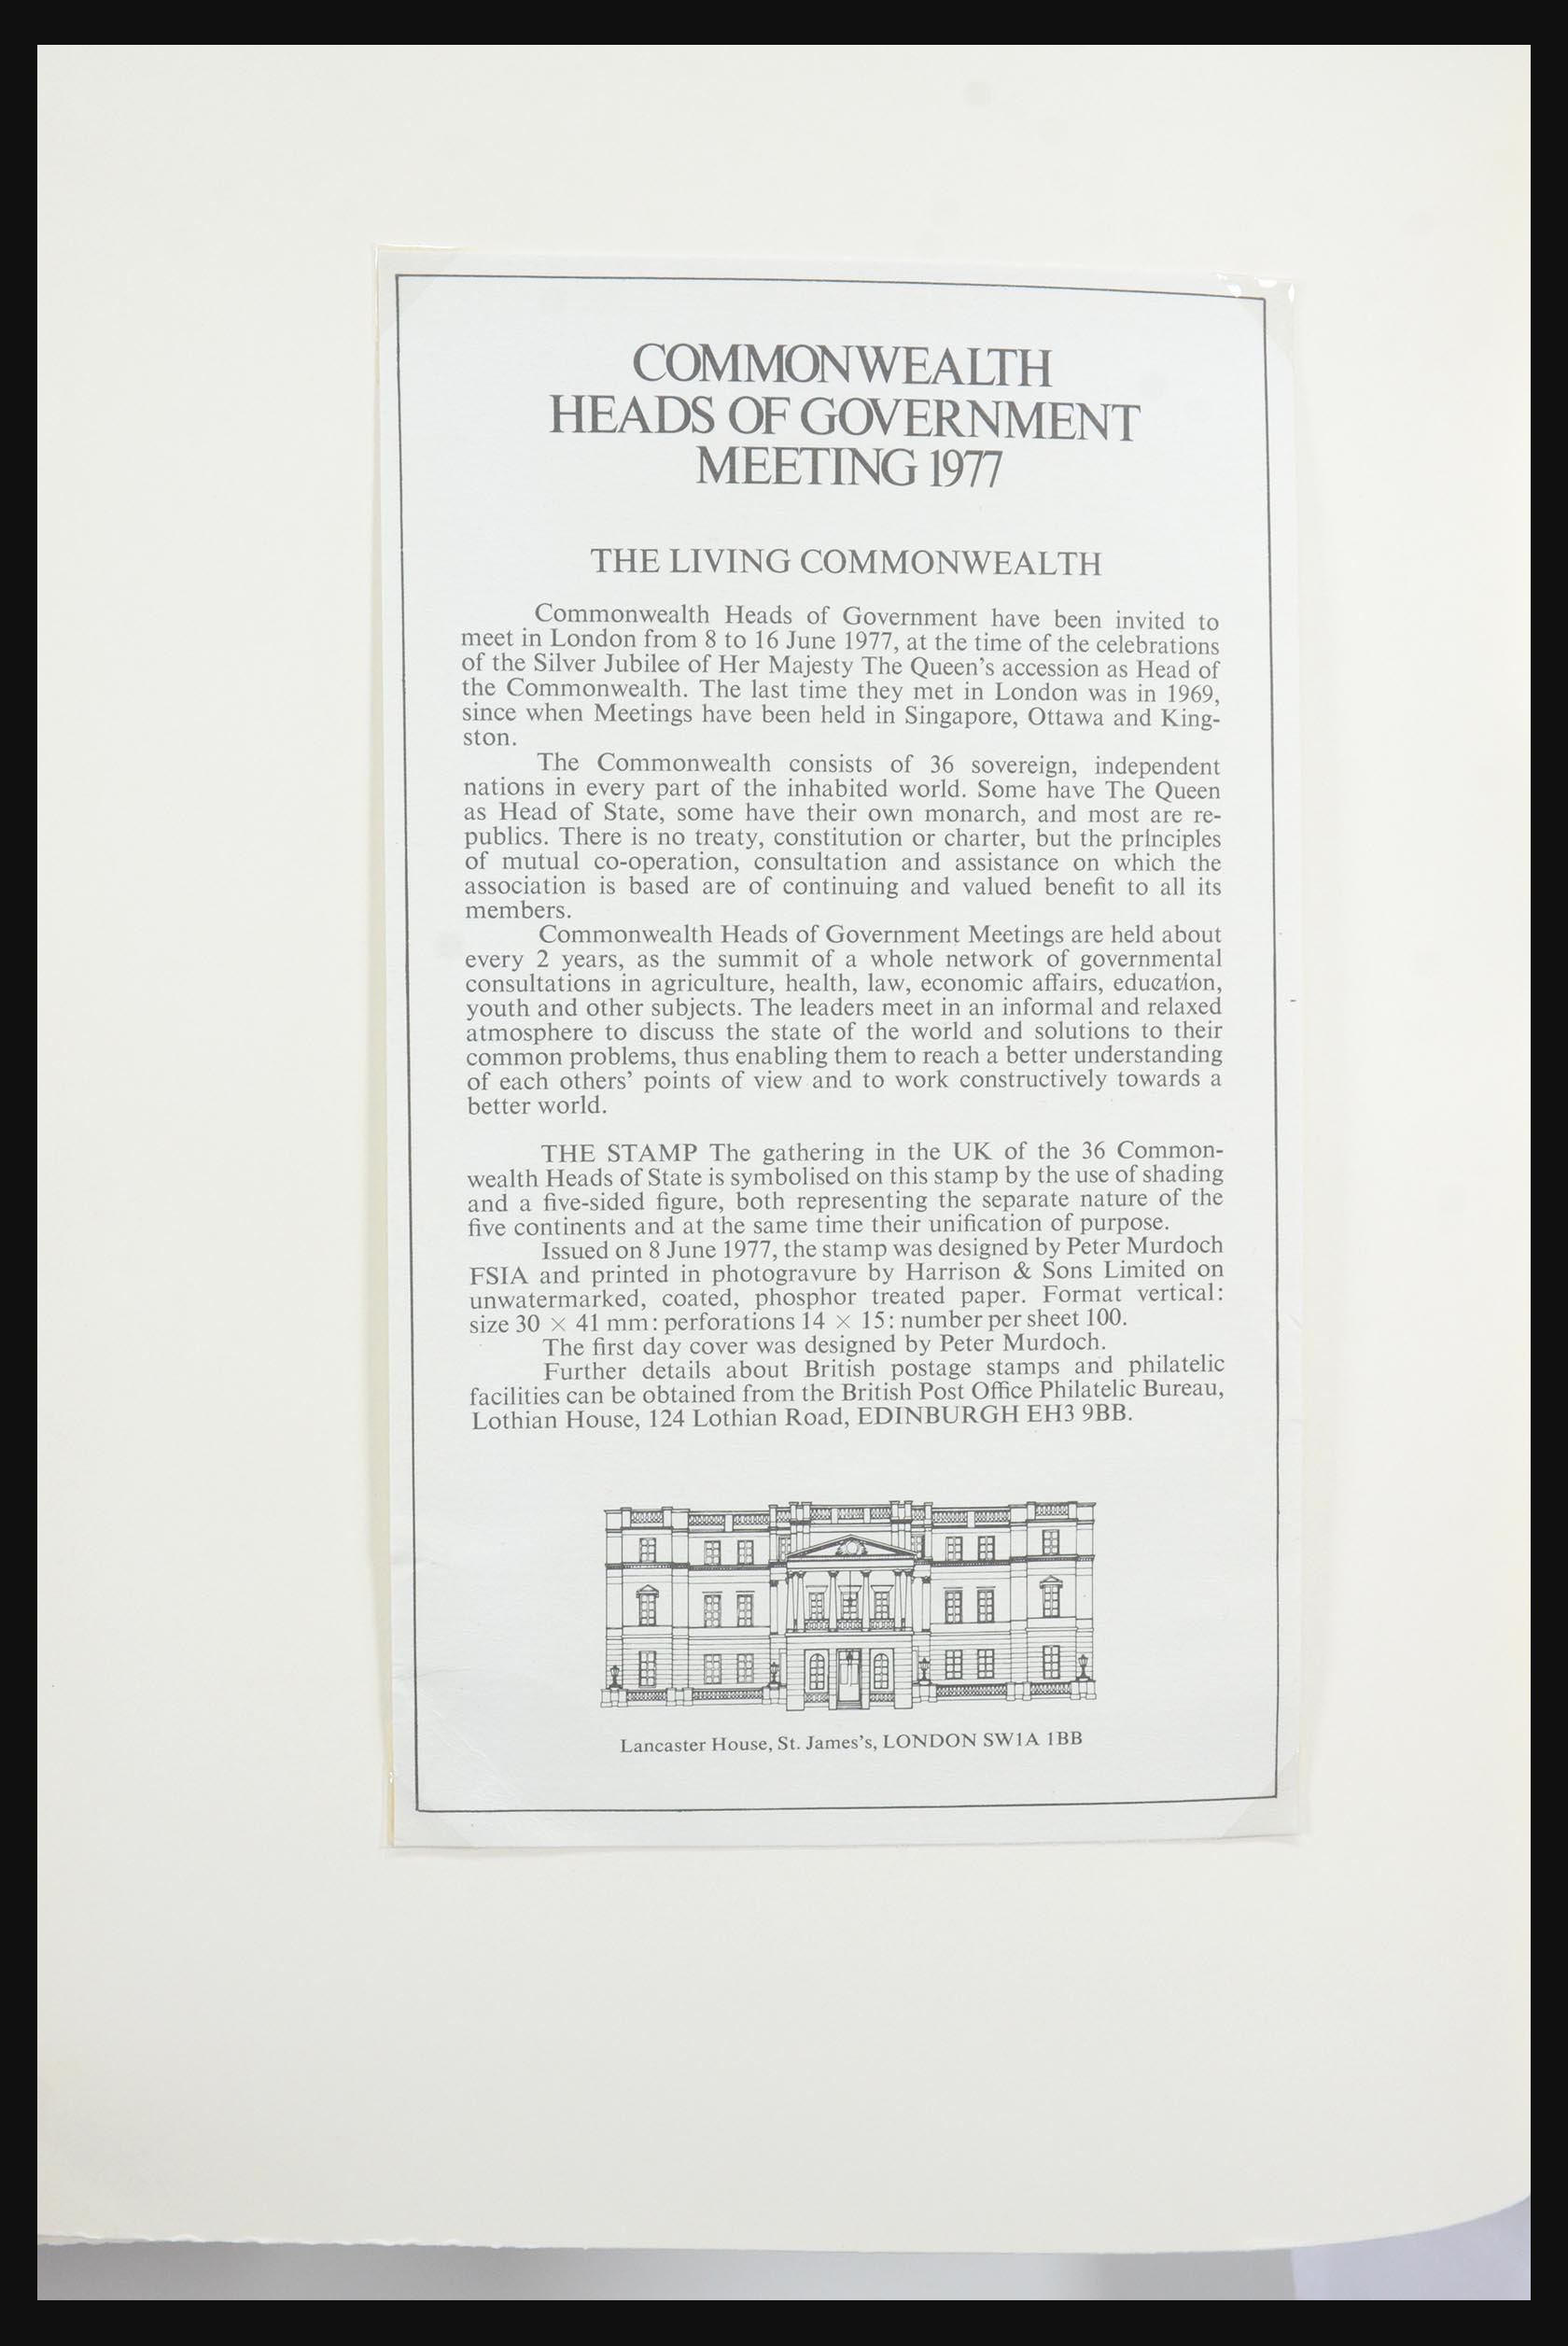 COMMONWEALTH
HEADS OF GOVERNMENT
MEETING 1977
THE LIVING COMMONWEALTH
Commonwealth Heads of Government have been invited to
meet in London from 8 to 16 June 1977, at the time of the celebrations
of the Silver Jubilee of Her Majesty The Queen's accession as Head of
the Commonwealth. The last time they met in London was in 1969,
since when Meetings have been held in Singapore, Ottawa and King-
ston.
The Commonwealth consists of 36 sovereign, independent
nations in every part of the inhabited world. Some have The Queen
as Head of State, some have their own monarch, and most are re-
publics. There is no treaty, constitution or charter, but the principles
of mutual co-operation, consultation and assistance on which the
association is based are of continuing and valued benefit to all its
members.
Commonwealth Heads of Government Meetings are held about
every 2 years, as the summit of a whole network of governmental
consultations in agriculture, health, law, economic affairs, education,
youth and other subjects. The leaders meet in an informal and relaxed
atmosphere to discuss the state of the world and solutions to their
common problems, thus enabling them to reach a better understanding
of each others' points of view and to work constructively towards a
better world.
THE STAMP The gathering in the UK of the 36 Common-
wealth Heads of State is symbolised on this stamp by the use of shading
and a five-sided figure, both representing the separate nature of the
five continents and at the same time their unification of purpose.
Issued on 8 June 1977, the stamp was designed by Peter Murdoch
FSIA and printed in photogravure by Harrison & Sons Limited on
unwatermarked, coated, phosphor treated paper. Format vertical:
size 30 × 41 mm: perforations 14 × 15: number per sheet 100.
The first day cover was designed by Peter Murdoch.
Further details about British postage stamps and philatelic
facilities can be obtained from the British Post Office Philatelic Bureau,
Lothian House, 124 Lothian Road, EDINBURGH EH3 9BB.
Lancaster House, St. James's, LONDON SW1A 1BB